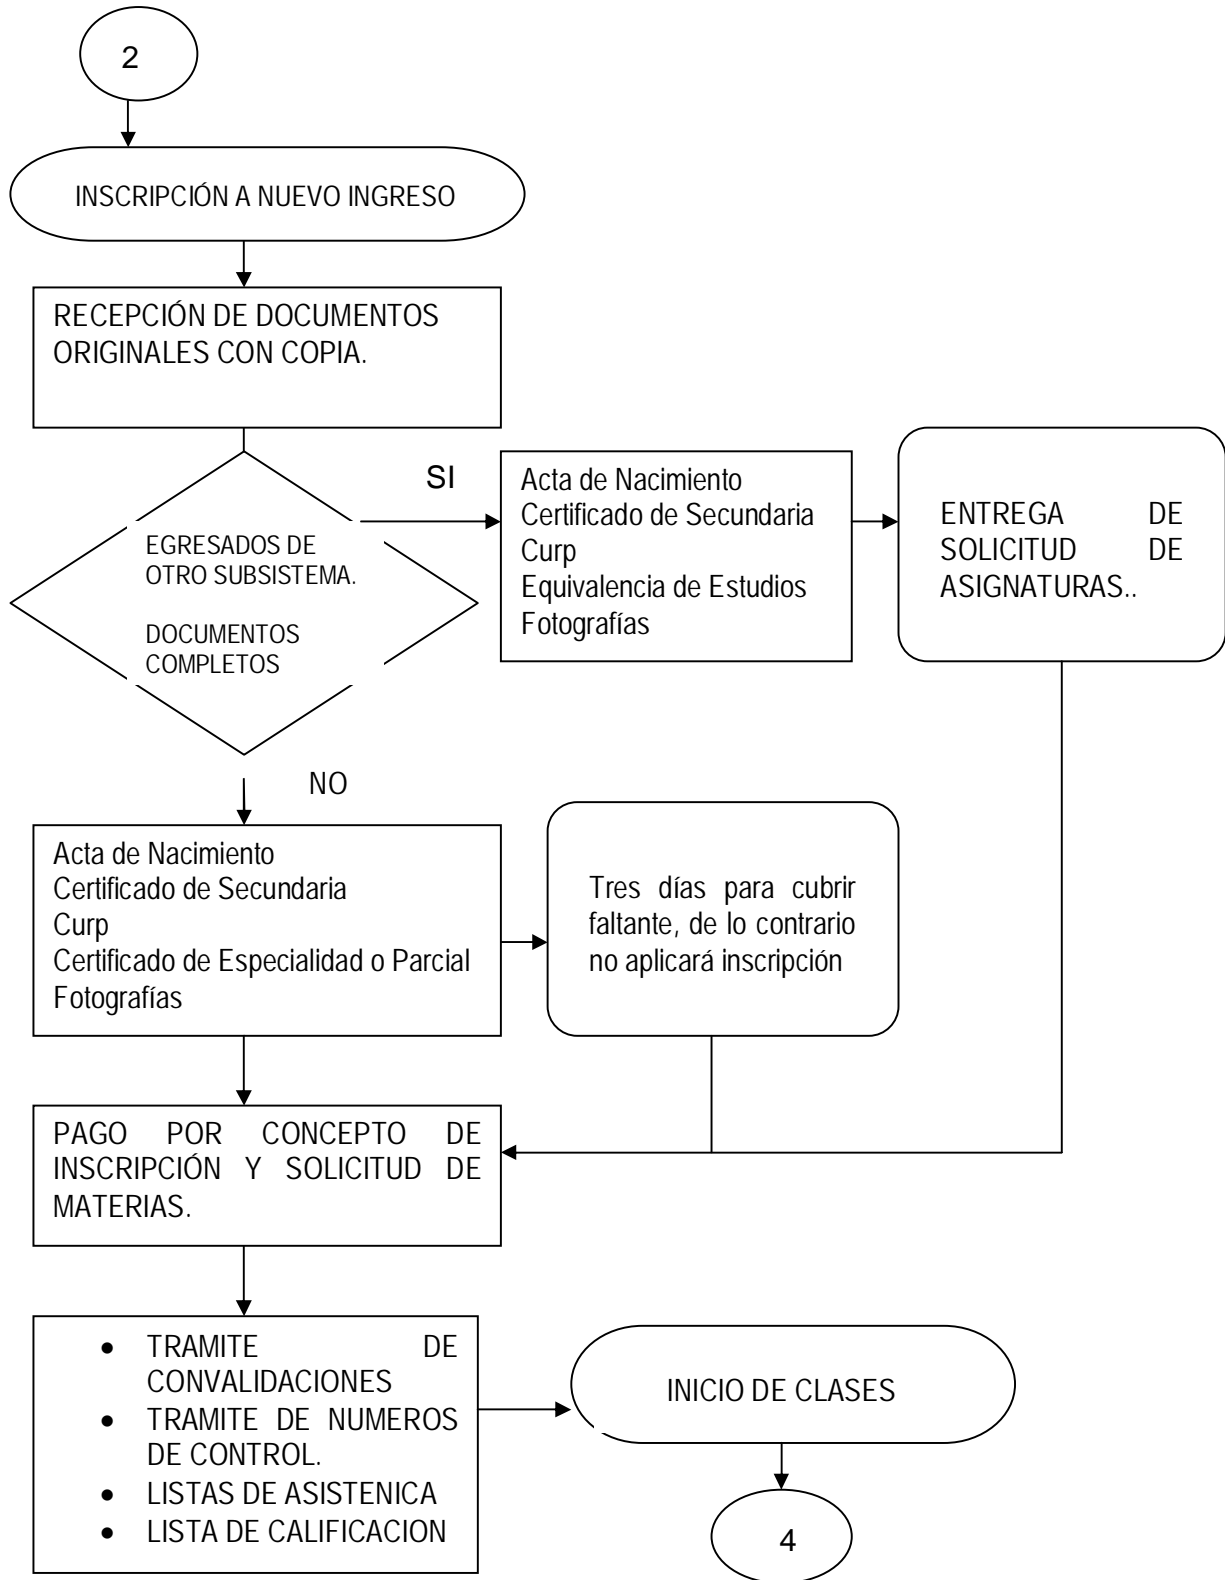 2
INSCRIPCIÓN A NUEVO INGRESO
RECEPCIÓN DE DOCUMENTOS
ORIGINALES CON COPIA.
EGRESADOS DE
OTRO SUBSISTEMA.
DOCUMENTOS
COMPLETOS
SI
Acta de Nacimiento
Certificado de Secundaria
Curp
Equivalencia de Estudios
Fotografías
ENTREGA DE
SOLICITUD DE
ASIGNATURAS..
NO
Acta de Nacimiento
Certificado de Secundaria
Curp
Certificado de Especialidad o Parcial
Fotografías
Tres días para cubrir
faltante, de lo contrario
no aplicará inscripción
PAGO POR CONCEPTO DE
INSCRIPCIÓN Y SOLICITUD DE
MATERIAS.
• TRAMITE DE
CONVALIDACIONES
• TRAMITE DE NUMEROS
DE CONTROL.
• LISTAS DE ASISTENICA
• LISTA DE CALIFICACION
INICIO DE CLASES
4